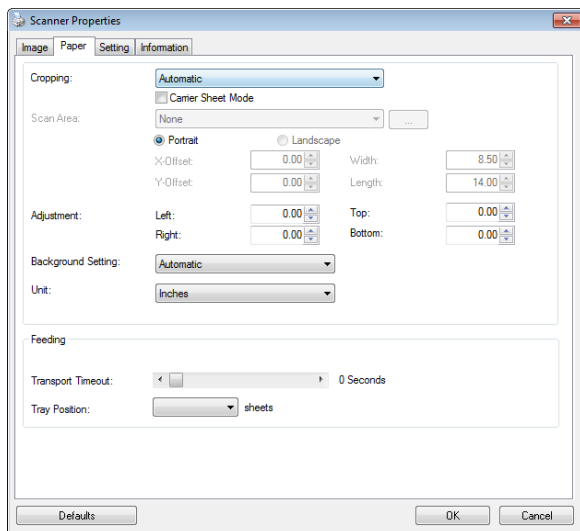 Scanner Properties
Image Paper Setting Information
Cropping: Automatic
Carrier Sheet Mode
Scan Area: None ...
Portrait Landscape
X-Offset: 0.00 Width: 8.50
Y-Offset: 0.00 Length: 14.00
Adjustment: Left: 0.00 Top: 0.00
Right: 0.00 Bottom: 0.00
Background Setting: Automatic
Unit: Inches
Feeding
Transport Timeout: 0 Seconds
Tray Position: sheets
Defaults OK Cancel